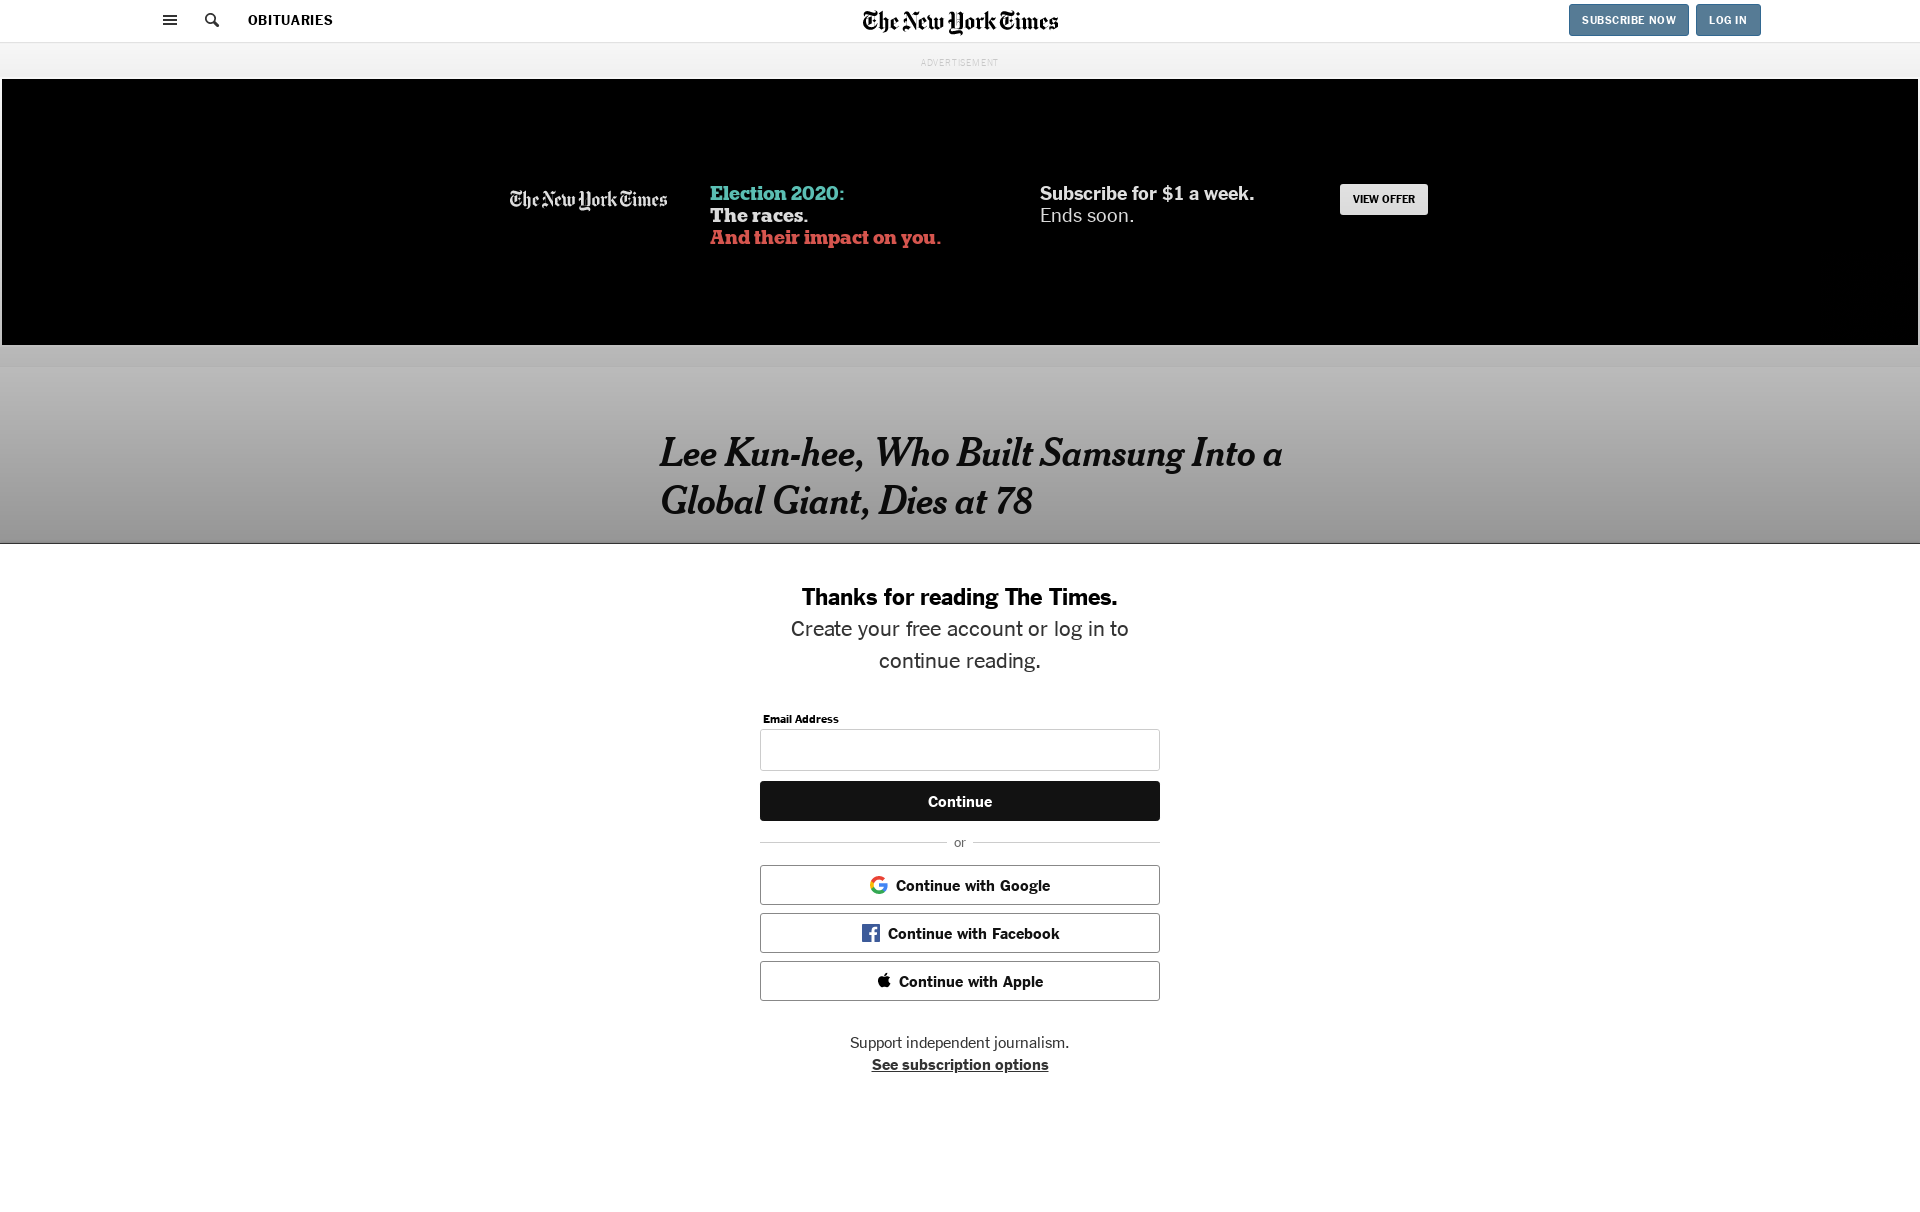 OBITUARIES
The New York Times
SUBSCRIBE NOW
LOG IN
ADVERTISEMENT
The New York Times
Election 2020:
The races.
And their impact on you.
Subscribe for $1 a week.
Ends soon.
VIEW OFFER
Lee Kun-hee, Who Built Samsung Into a
Global Giant, Dies at 78
Thanks for reading The Times.
Create your free account or log in to
continue reading.
Email Address
Continue
or
Continue with Google
Continue with Facebook
Continue with Apple
Support independent journalism.
See subscription options